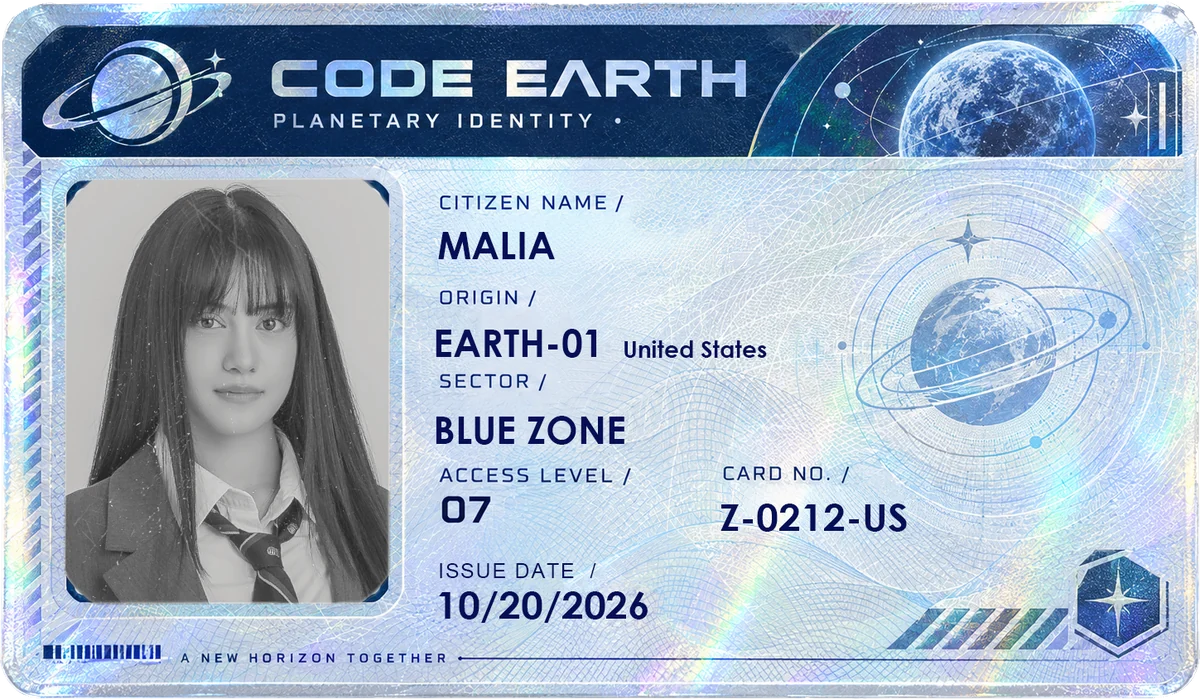 CODE EARTH
PLANETARY IDENTITY •
CITIZEN NAME /
MALIA
ORIGIN /
EARTH-01 United States
SECTOR /
BLUE ZONE
ACCESS LEVEL /
07
CARD NO. /
Z-0212-US
ISSUE DATE /
10/20/2026
A NEW HORIZON TOGETHER